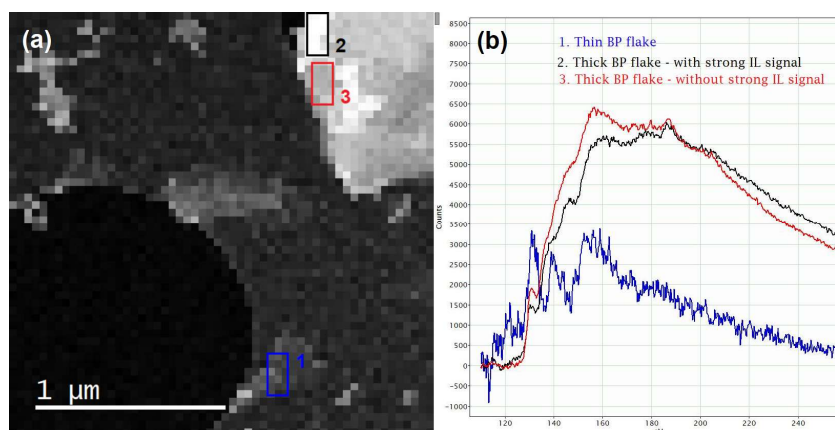 (a)
2
3
1
1 µm
(b)
1. Thin BP flake
2. Thick BP flake - with strong IL signal
3. Thick BP flake - without strong IL signal
8500
8000
7500
7000
6500
6000
5500
5000
4500
4000
3500
3000
2500
2000
1500
1000
500
0
-500
-1000
Counts
120 140 160 180 200 220 240